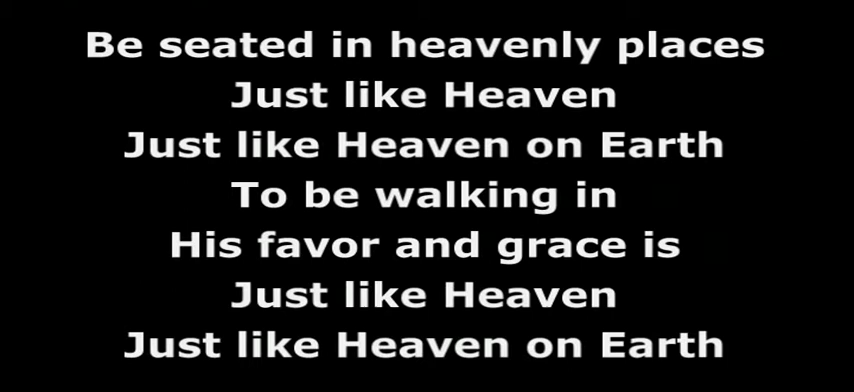 Be seated in heavenly places
Just like Heaven
Just like Heaven on Earth
To be walking in
His favor and grace is
Just like Heaven
Just like Heaven on Earth